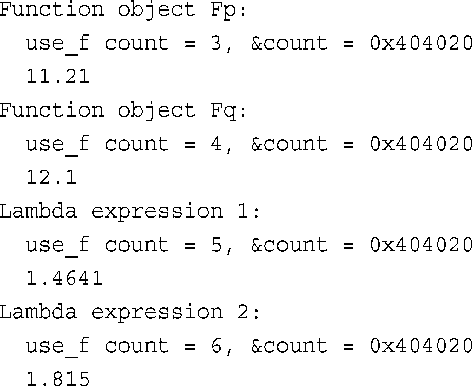 Function object Fp:
use_f count = 3, &count = 0x404020
11.21
Function object Fq:
use_f count = 4, &count = 0x404020
12.1
Lambda expression 1:
use_f count = 5, &count = 0x404020
1.4641
Lambda expression 2:
use_f count = 6, &count = 0x404020
1.815